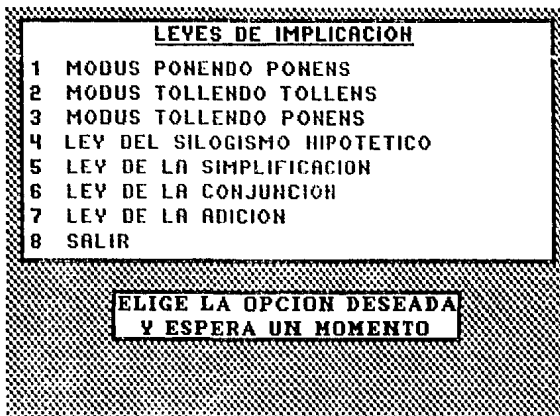 LEYES DE IMPLICACION
1 MODUS PONENDO PONENS
2 MODUS TOLLENDO TOLLENS
3 MODUS TOLLENDO PONENS
4 LEY DEL SILOGISMO HIPOTETICO
5 LEY DE LA SIMPLIFICACION
6 LEY DE LA CONJUNCION
7 LEY DE LA ADICION
8 SALIR
ELIGE LA OPCION DESEADA
Y ESPERA UN MOMENTO